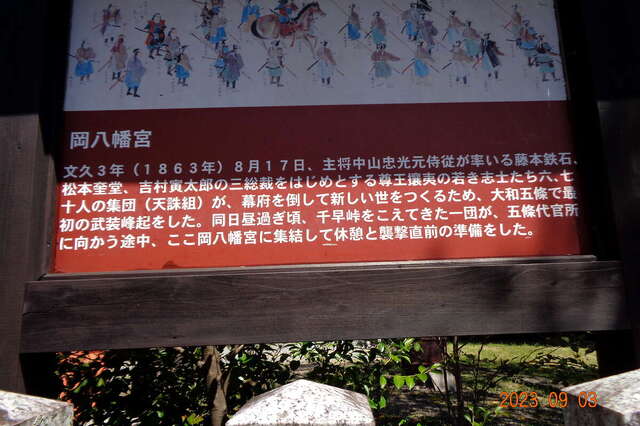 岡八幡宮
文久３年（１８６３年）８月１７日、主将中山忠光元侍従が率いる藤本鉄石、
松本奎堂、吉村寅太郎の三総裁をはじめとする尊王攘夷の若き志士たち六、七
十人の集団（天誅組）が、幕府を倒して新しい世をつくるため、大和五條で最
初の武装峰起をした。同日昼過ぎ頃、千早峠をこえてきた一団が、五條代官所
に向かう途中、ここ岡八幡宮に集結して休憩と襲撃直前の準備をした。
2023 09 03